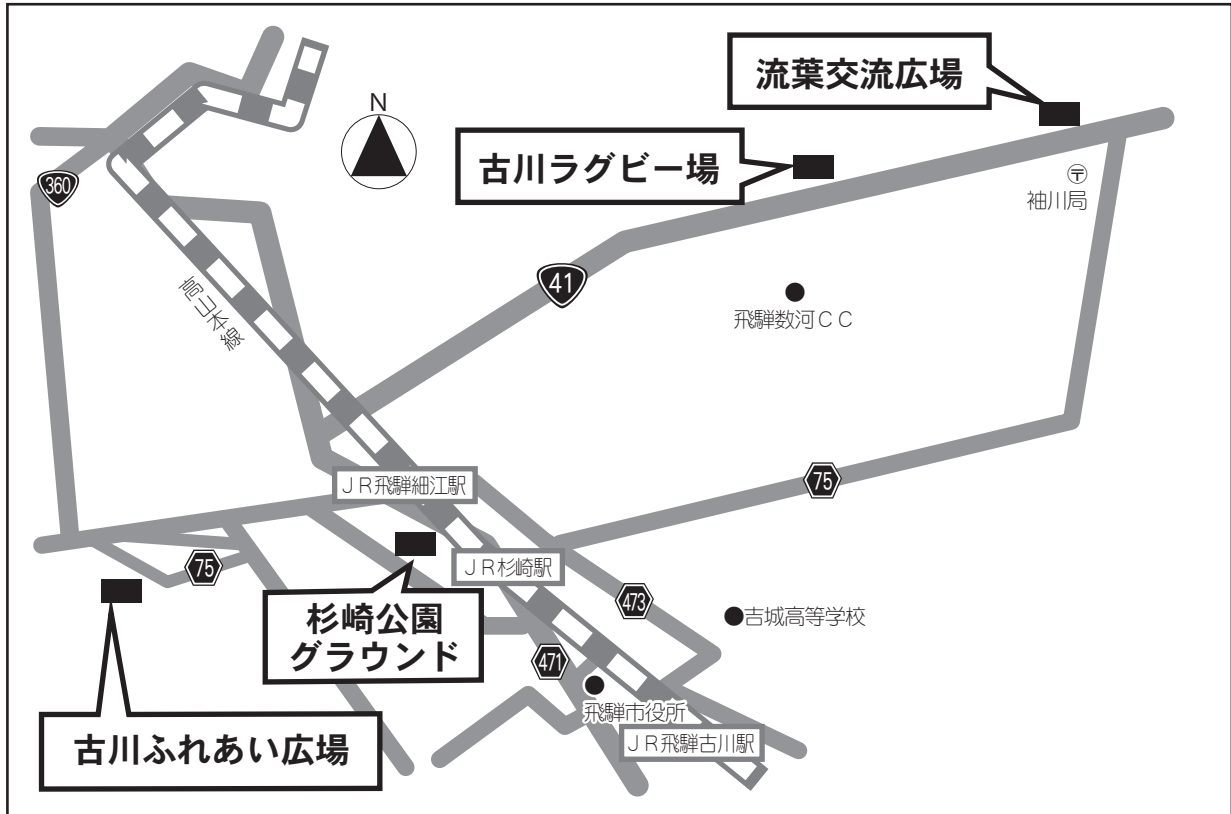 流葉交流広場
N
古川ラグビー場
〒
袖川局
360
41
高山本線
飛騨数河CC
JR飛騨細江駅
75
75
JR杉崎駅
杉崎公園
グラウンド
473
吉城高等学校
471
飛騨市役所
JR飛騨古川駅
古川ふれあい広場